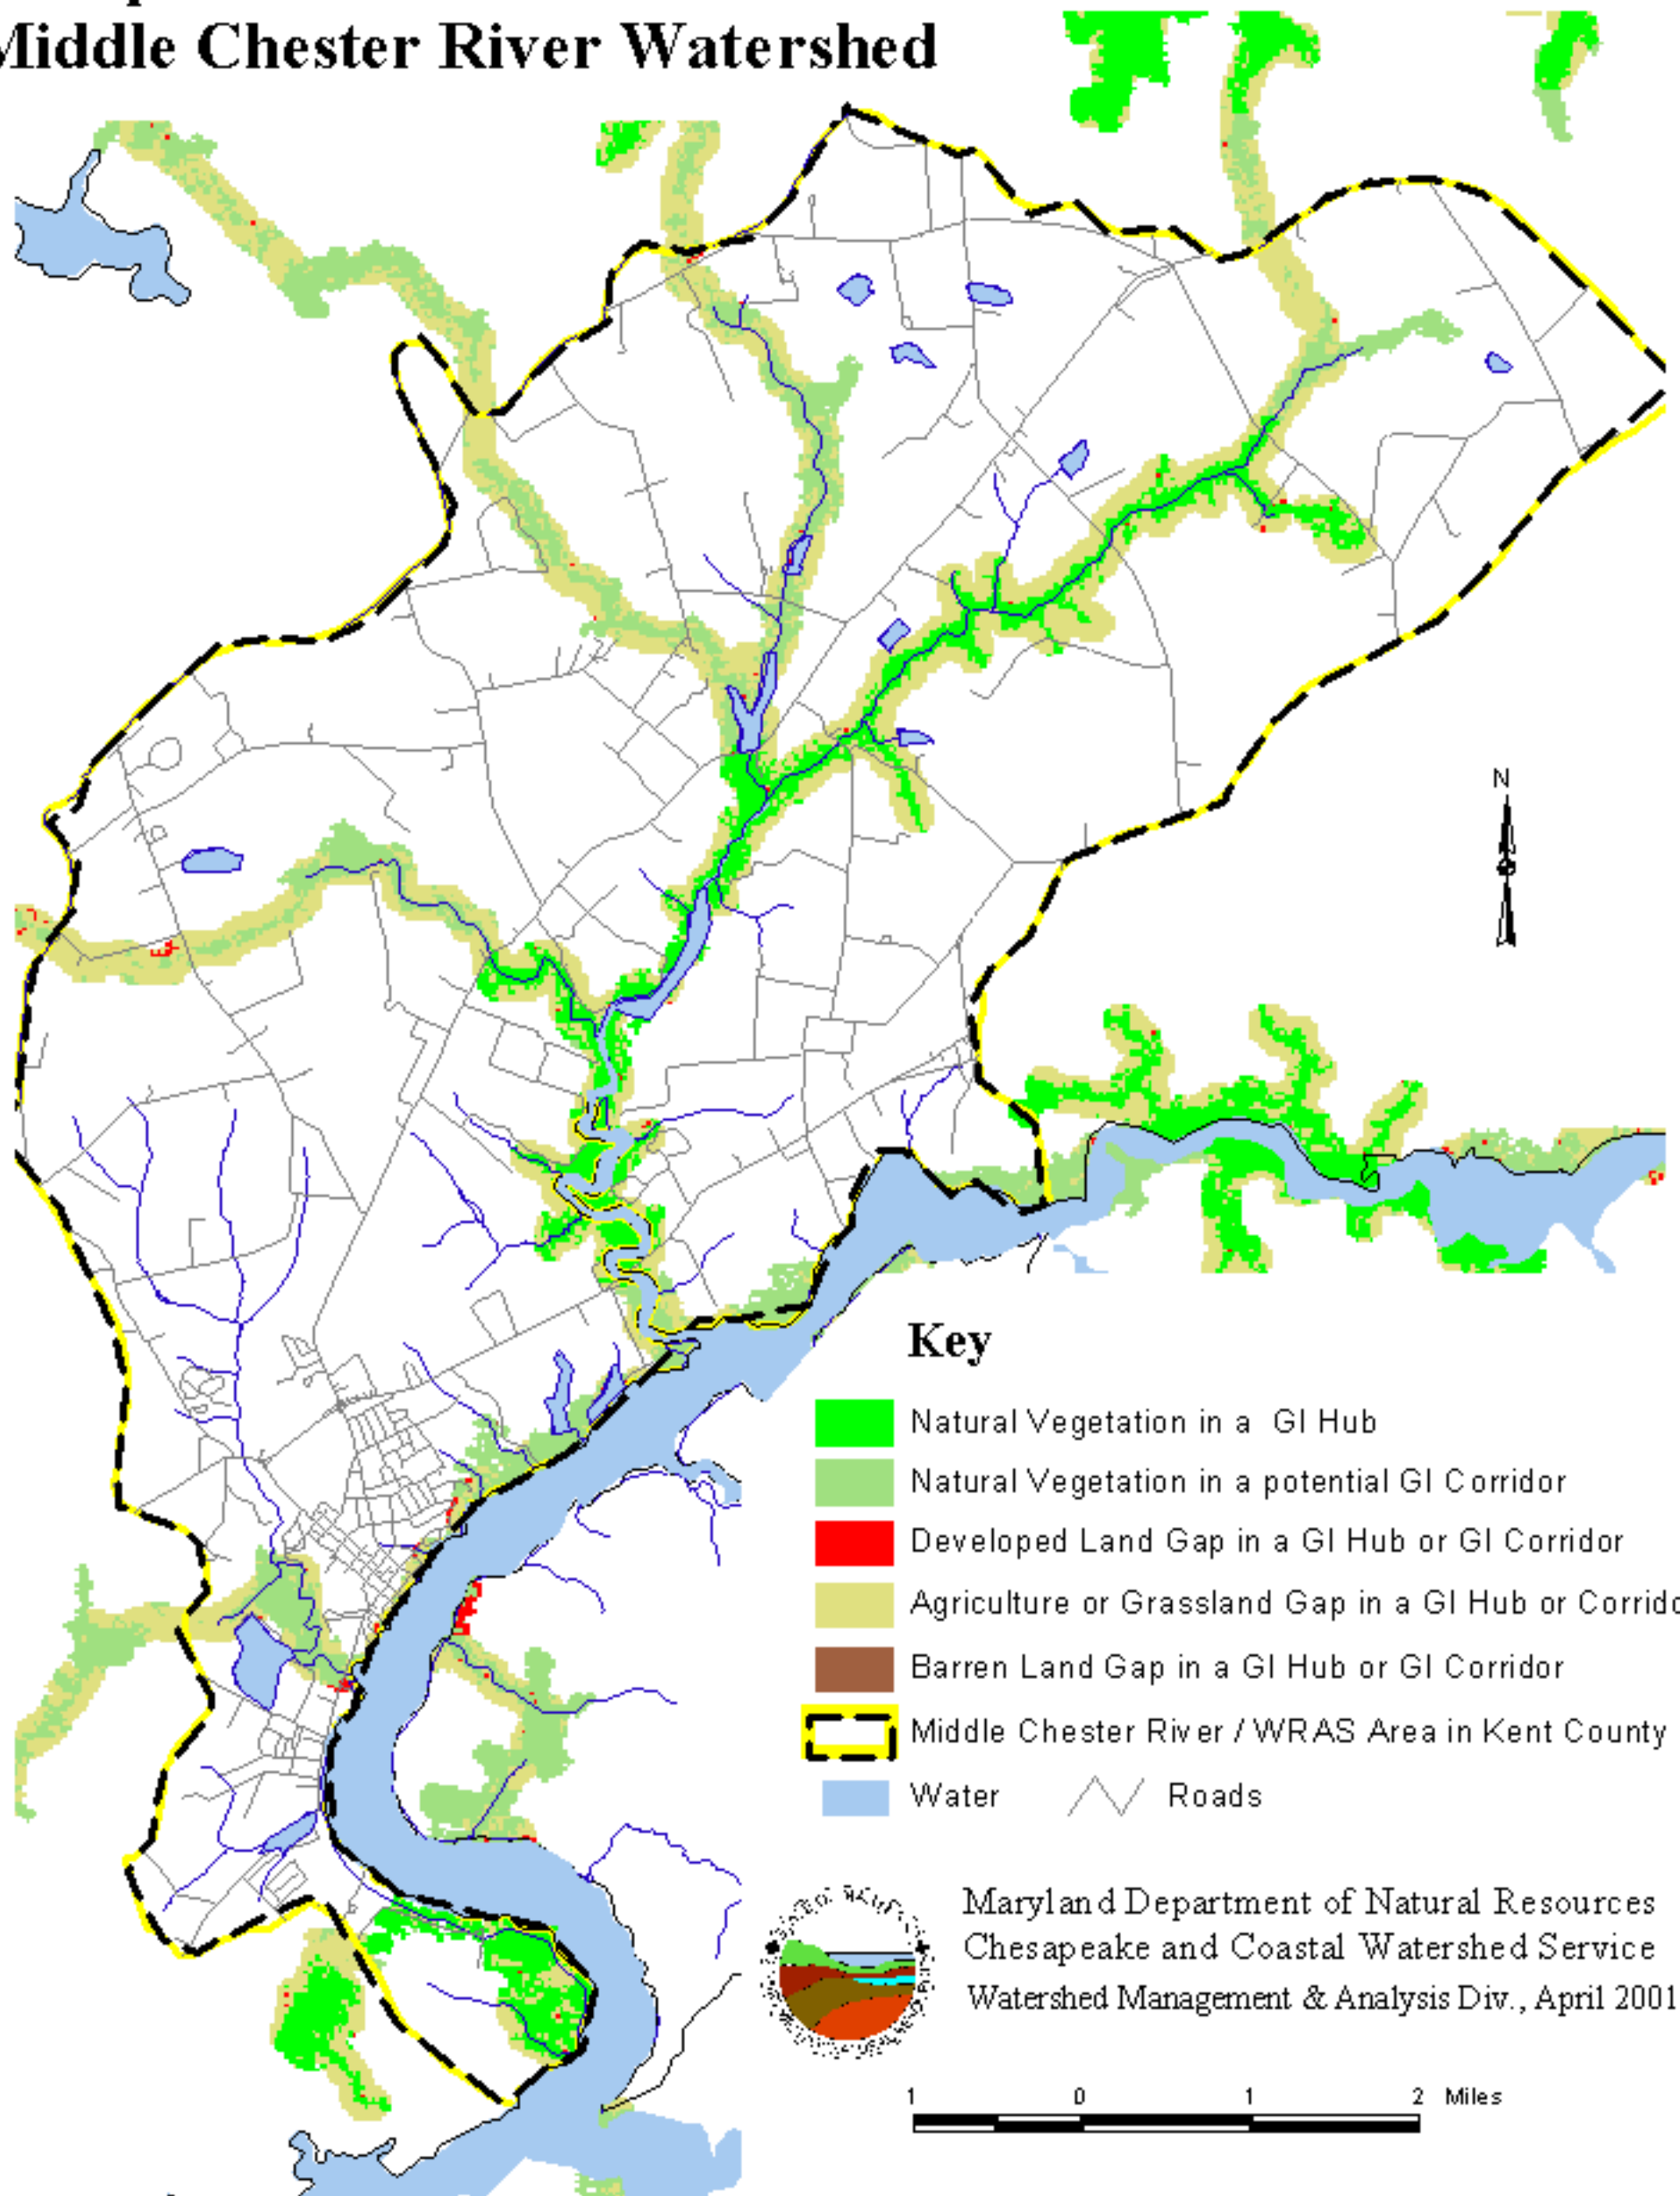 Middle Chester River Watershed
N
Key
Natural Vegetation in a GI Hub
Natural Vegetation in a potential GI Corridor
Developed Land Gap in a GI Hub or GI Corridor
Agriculture or Grassland Gap in a GI Hub or Corrido
Barren Land Gap in a GI Hub or GI Corridor
Middle Chester River / WRAS Area in Kent County
Water Roads
Maryland Department of Natural Resources
Chesapeake and Coastal Watershed Service
Watershed Management & Analysis Div., April 2001
1 0 1 2 Miles